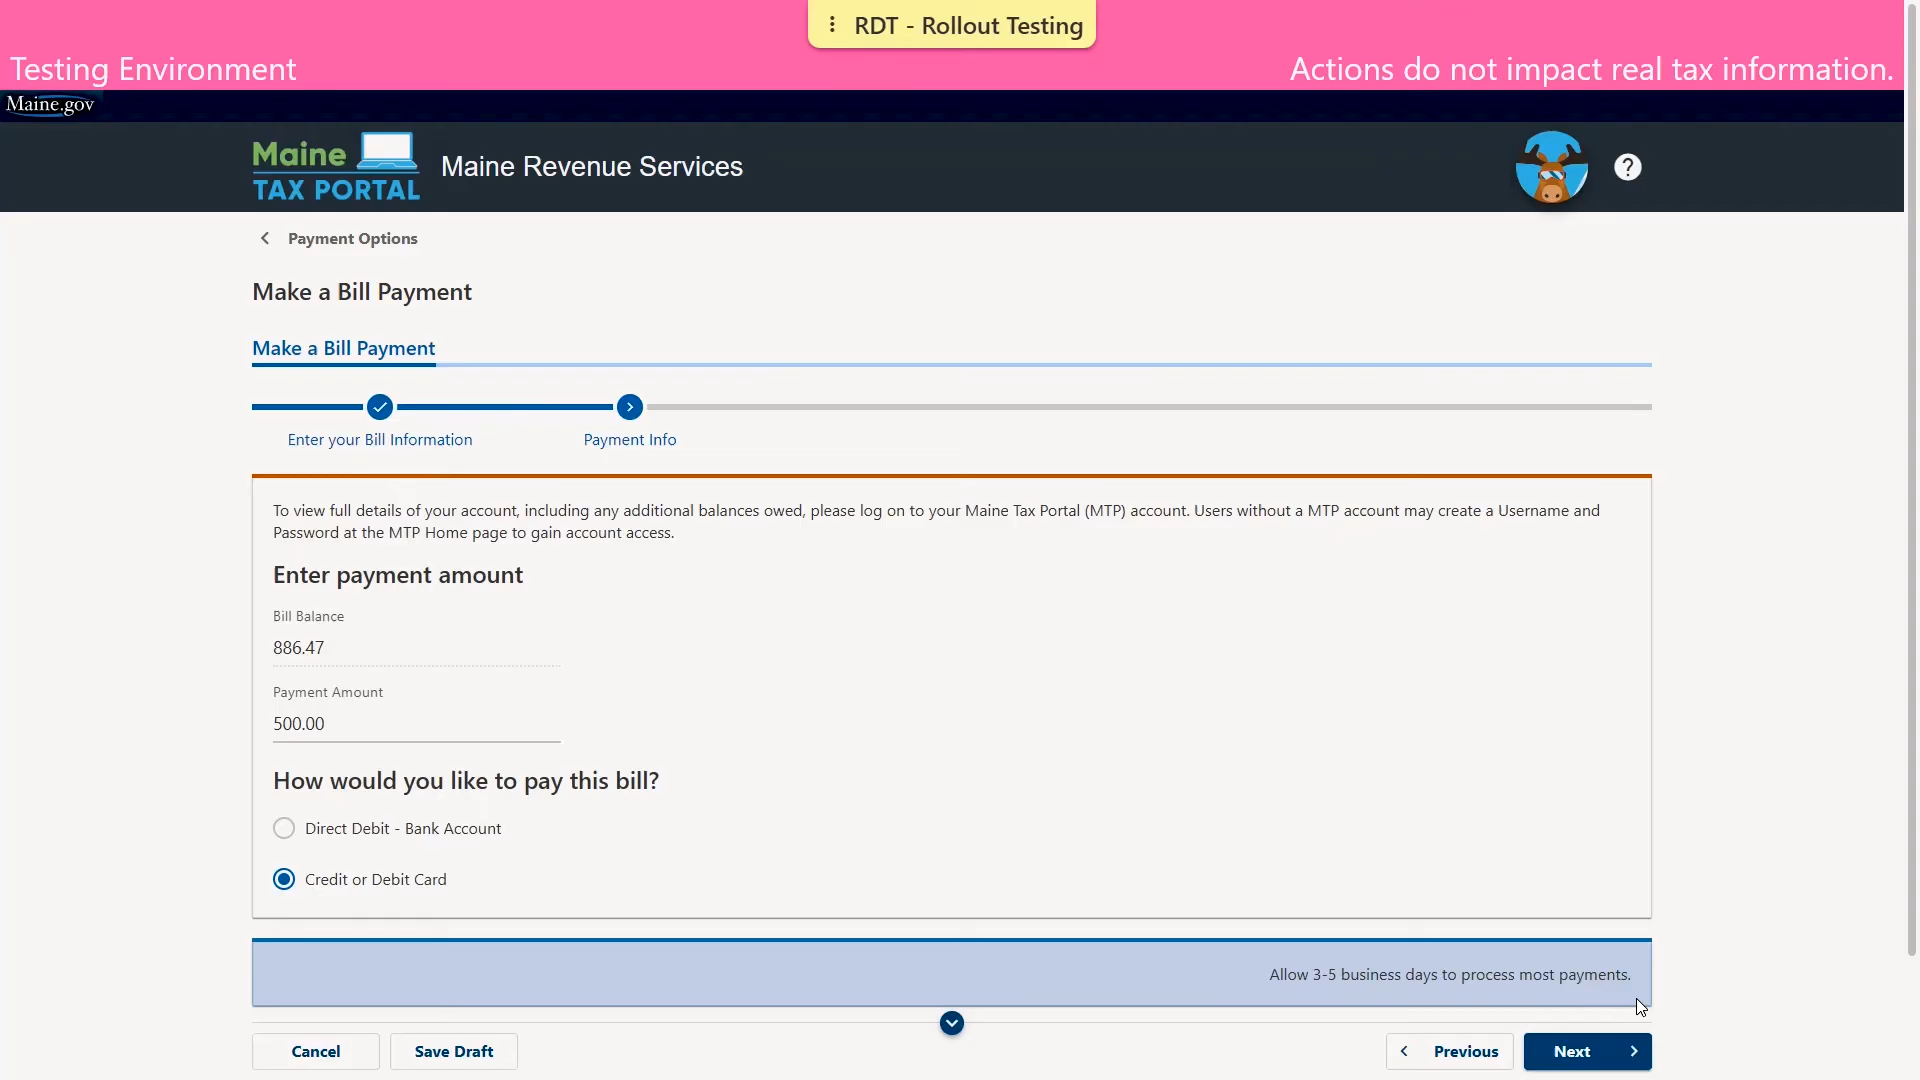 RDT - Rollout Testing
Testing Environment
Actions do not impact real tax information.
Maine.gov
Maine
TAX PORTAL
Maine Revenue Services
?
Payment Options
Make a Bill Payment
Make a Bill Payment
Enter your Bill Information
Payment Info
To view full details of your account, including any additional balances owed, please log on to your Maine Tax Portal (MTP) account. Users without a MTP account may create a Username and
Password at the MTP Home page to gain account access.
Enter payment amount
Bill Balance
886.47
Payment Amount
500.00
How would you like to pay this bill?
Direct Debit - Bank Account
Credit or Debit Card
Allow 3-5 business days to process most payments.
Cancel
Save Draft
Previous
Next